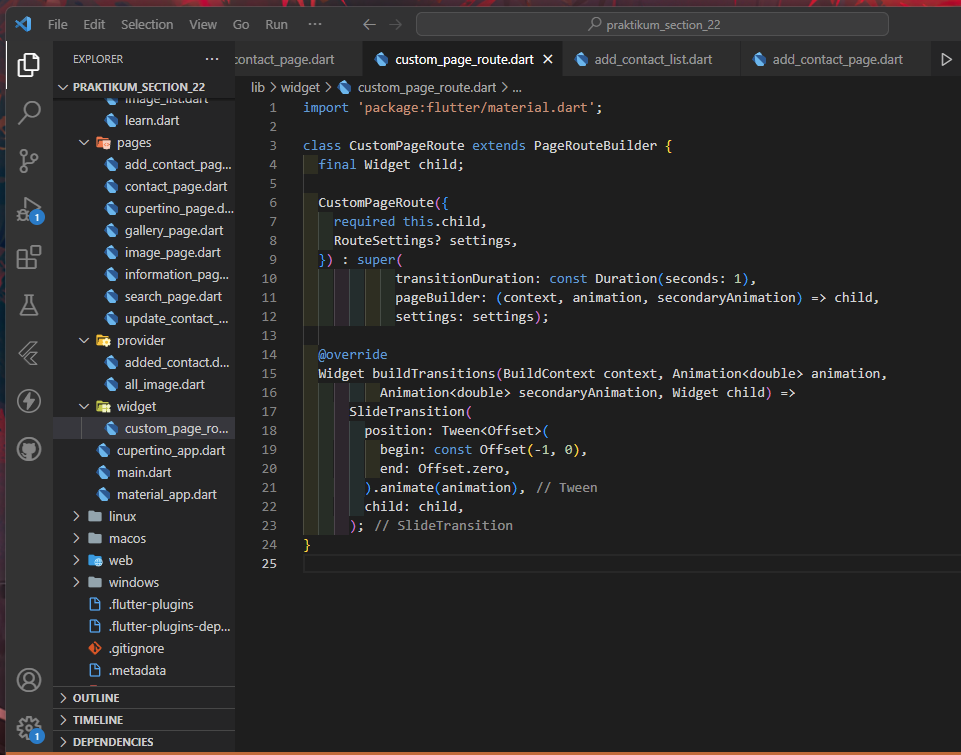 File Edit Selection View Go Run ··· praktikum_section_22
EXPLORER ···
contact_page.dart custom_page_route.dart add_contact_list.dart add_contact_page.dart
PRAKTIKUM_SECTION_22
lib > widget > custom_page_route.dart > ...
image_list.dart
learn.dart
pages
add_contact_pag...
contact_page.dart
cupertino_page.d...
gallery_page.dart
image_page.dart
information_pag...
search_page.dart
update_contact_...
provider
added_contact.d...
all_image.dart
widget
custom_page_ro...
cupertino_app.dart
main.dart
material_app.dart
linux
macos
web
windows
.flutter-plugins
.flutter-plugins-dep...
.gitignore
.metadata
OUTLINE
TIMELINE
DEPENDENCIES
1
1
1 import 'package:flutter/material.dart';
2
3 class CustomPageRoute extends PageRouteBuilder {
4 final Widget child;
5
6 CustomPageRoute({
7 required this.child,
8 RouteSettings? settings,
9 }) : super(
10 transitionDuration: const Duration(seconds: 1),
11 pageBuilder: (context, animation, secondaryAnimation) => child,
12 settings: settings);
13
14 @override
15 Widget buildTransitions(BuildContext context, Animation<double> animation,
16 Animation<double> secondaryAnimation, Widget child) =>
17 SlideTransition(
18 position: Tween<Offset>(
19 begin: const Offset(-1, 0),
20 end: Offset.zero,
21 ).animate(animation), // Tween
22 child: child,
23 ); // SlideTransition
24 }
25